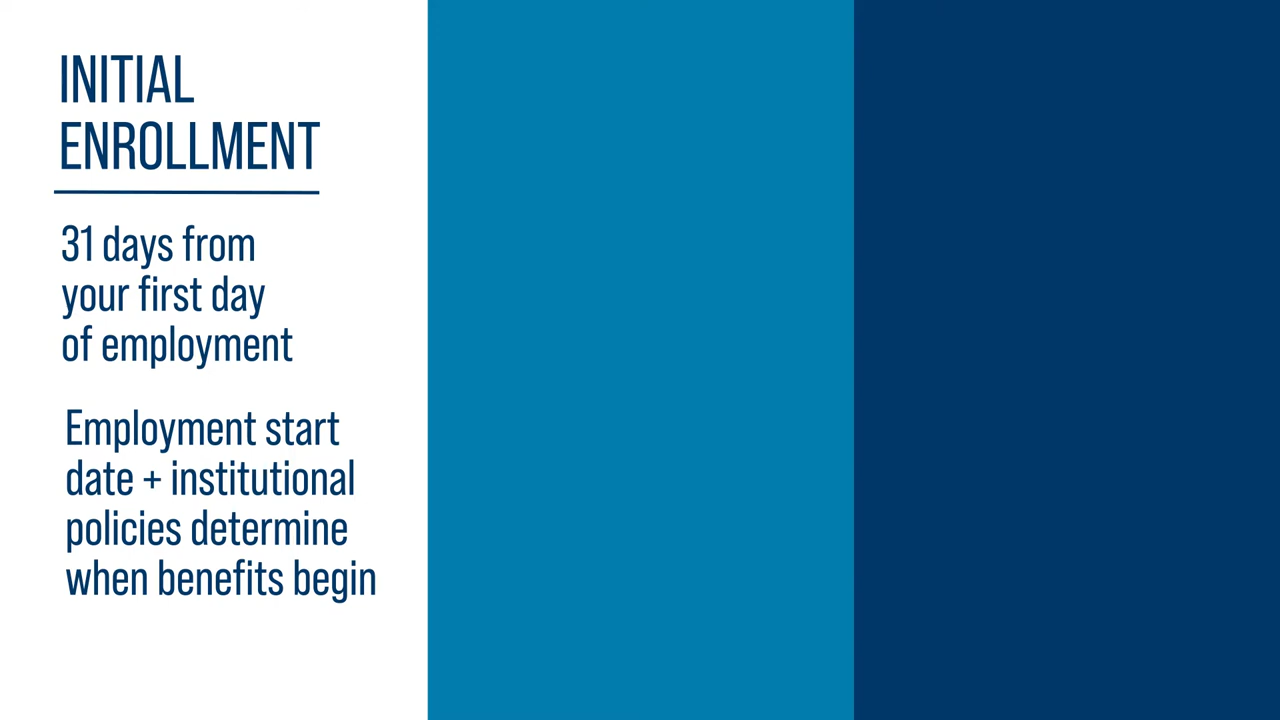 INITIAL
ENROLLMENT
31 days from
your first day
of employment
Employment start
date + institutional
policies determine
when benefits begin